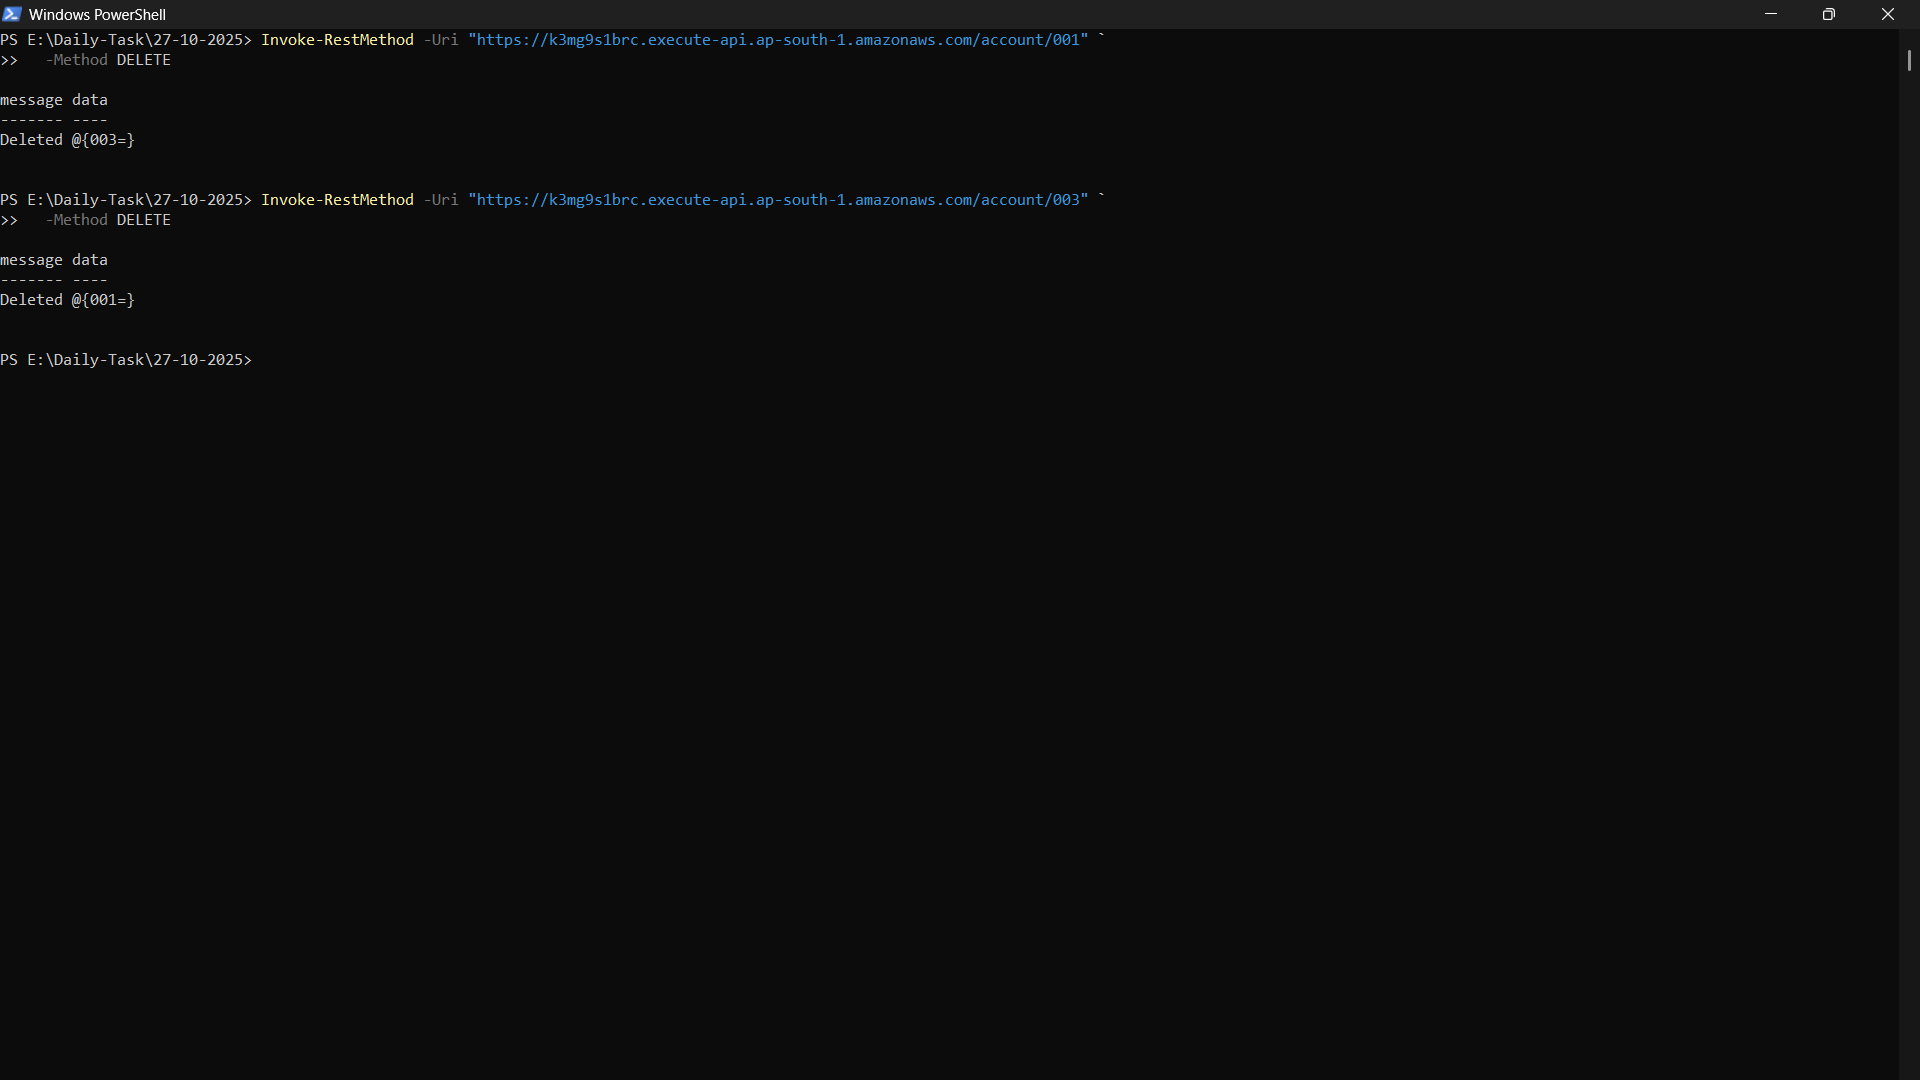 Windows PowerShell
PS E:\Daily-Task\27-10-2025> Invoke-RestMethod -Uri "https://k3mg9s1brc.execute-api.ap-south-1.amazonaws.com/account/001" `
>>   -Method DELETE
message data
------- ----
Deleted @{003=}
PS E:\Daily-Task\27-10-2025> Invoke-RestMethod -Uri "https://k3mg9s1brc.execute-api.ap-south-1.amazonaws.com/account/003" `
>>   -Method DELETE
message data
------- ----
Deleted @{001=}
PS E:\Daily-Task\27-10-2025>